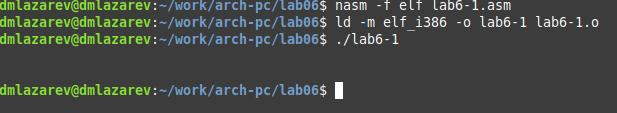 dmlazarev@dmlazarev:~/work/arch-pc/lab06$ nasm -f elf lab6-1.asm
dmlazarev@dmlazarev:~/work/arch-pc/lab06$ ld -m elf_i386 -o lab6-1 lab6-1.o
dmlazarev@dmlazarev:~/work/arch-pc/lab06$ ./lab6-1
dmlazarev@dmlazarev:~/work/arch-pc/lab06$